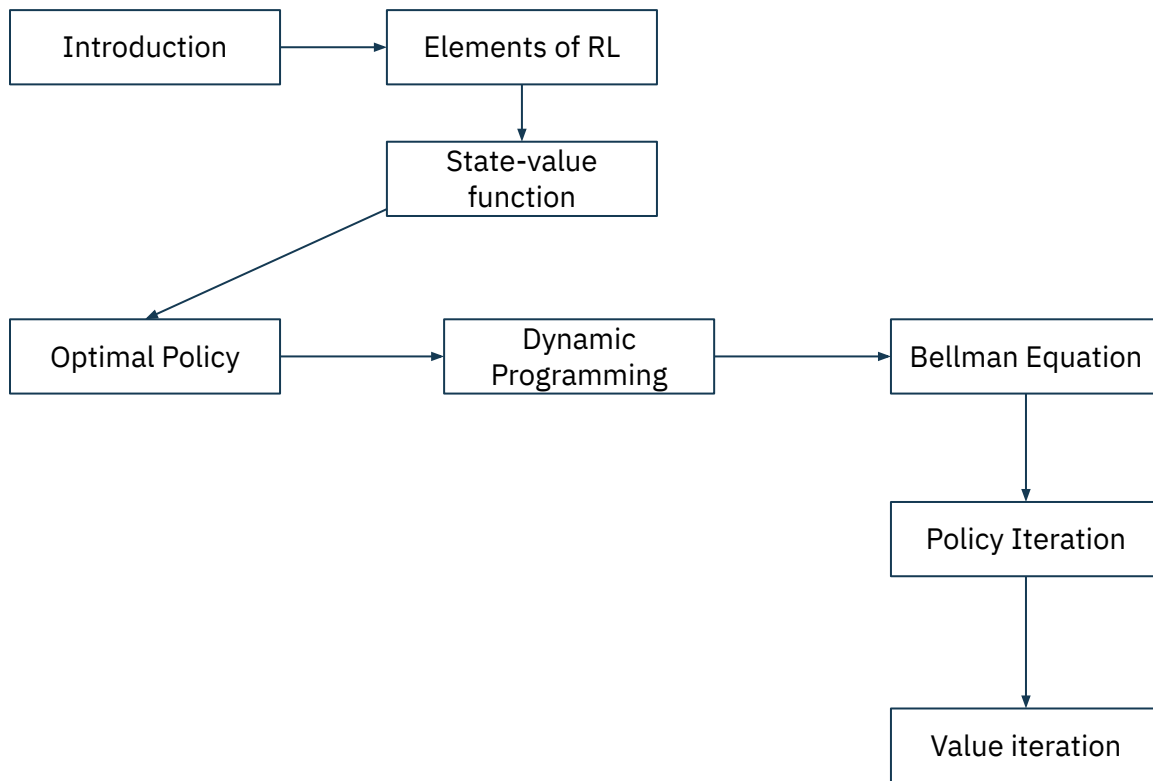 Introduction
Elements of RL
State-value
function
Optimal Policy
Dynamic
Programming
Bellman Equation
Policy Iteration
Value iteration